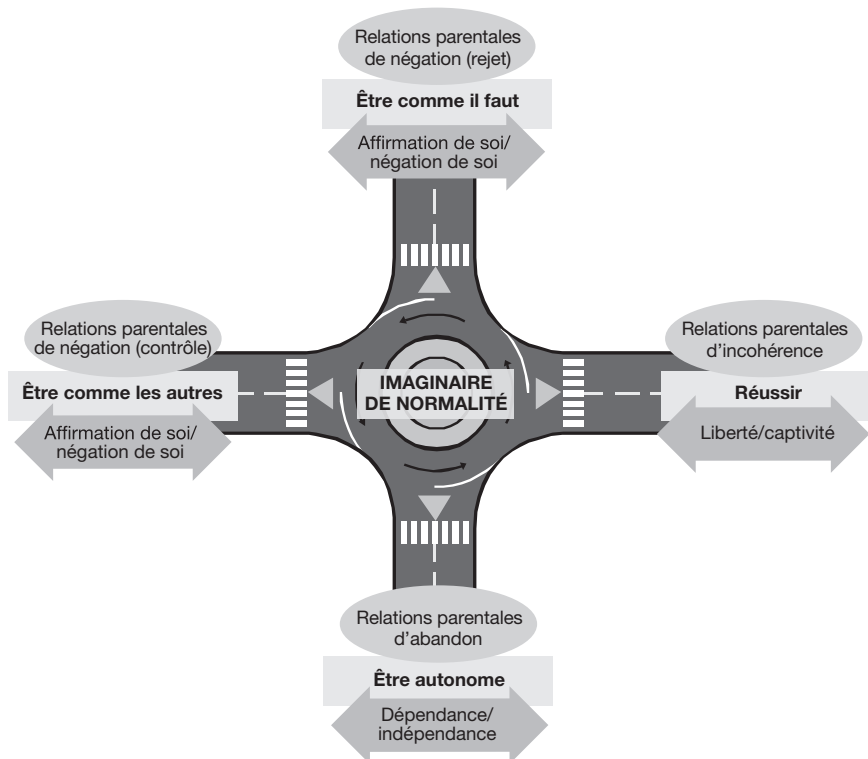 Relations parentales
de négation (rejet)
Être comme il faut
Affirmation de soi/
négation de soi
Relations parentales
de négation (contrôle)
Être comme les autres
Affirmation de soi/
négation de soi
IMAGINAIRE
DE NORMALITÉ
Relations parentales
d’incohérence
Réussir
Liberté/captivité
Relations parentales
d’abandon
Être autonome
Dépendance/
indépendance